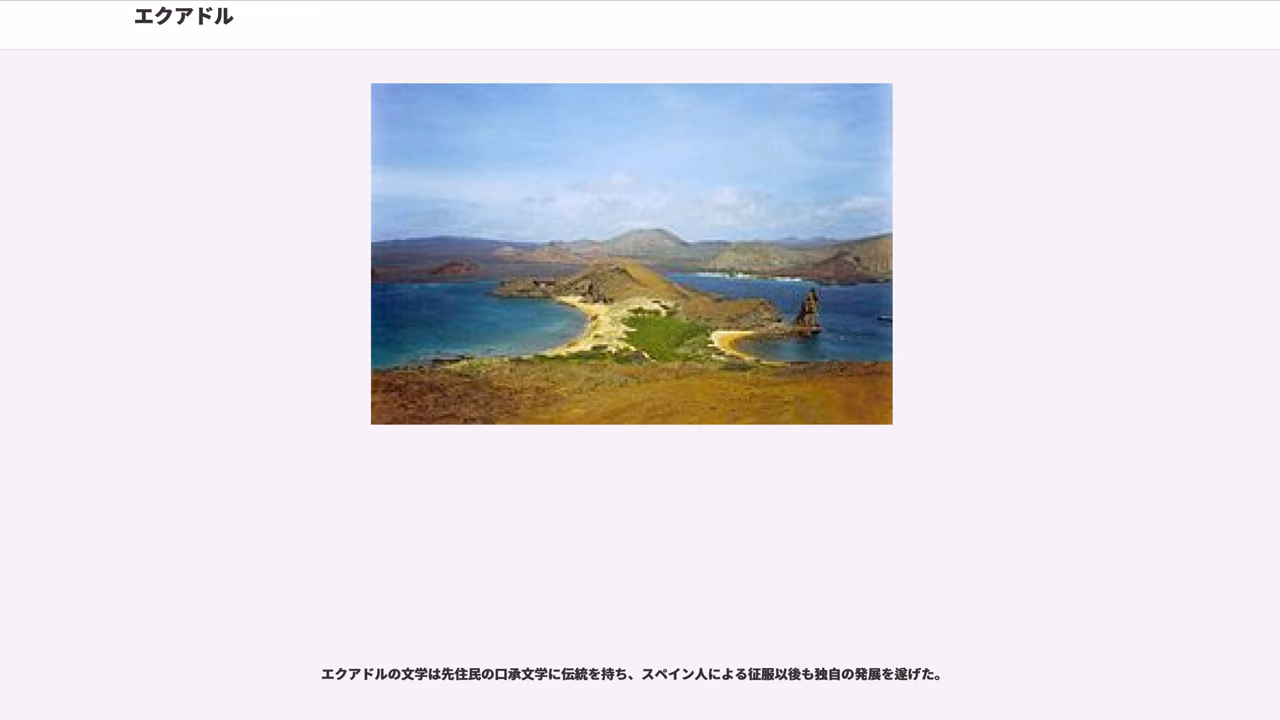 エクアドル
エクアドルの文学は先住民の口承文学に伝統を持ち、スペイン人による征服以後も独自の発展を遂げた。